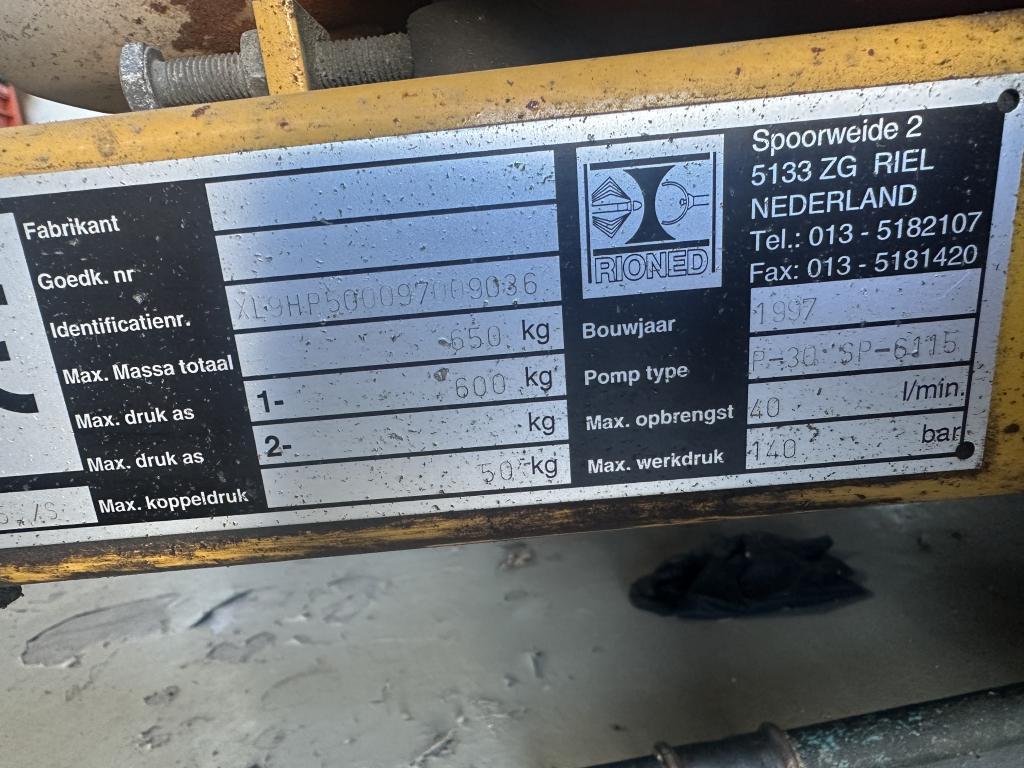 Fabrikant
Goedk. nr
Identificatienr. XL9HP500097009036
Max. Massa totaal 650 kg
Max. druk as 1- 600 kg
Max. druk as 2- kg
Max. koppeldruk 50 kg
RIONED
Spoorweide 2
5133 ZG RIEL
NEDERLAND
Tel.: 013 - 5182107
Fax: 013 - 5181420
Bouwjaar 1997
Pomp type P-30 SP-6115
Max. opbrengst 40 l/min.
Max. werkdruk 140 bar